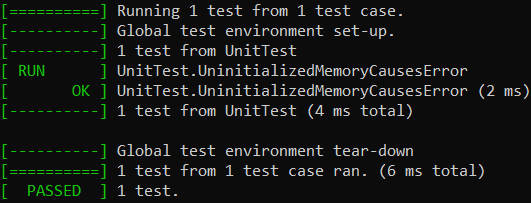 [==========] Running 1 test from 1 test case.
[----------] Global test environment set-up.
[----------] 1 test from UnitTest
[ RUN      ] UnitTest.UninitializedMemoryCausesError
[       OK ] UnitTest.UninitializedMemoryCausesError (2 ms)
[----------] 1 test from UnitTest (4 ms total)

[----------] Global test environment tear-down
[==========] 1 test from 1 test case ran. (6 ms total)
[  PASSED  ] 1 test.